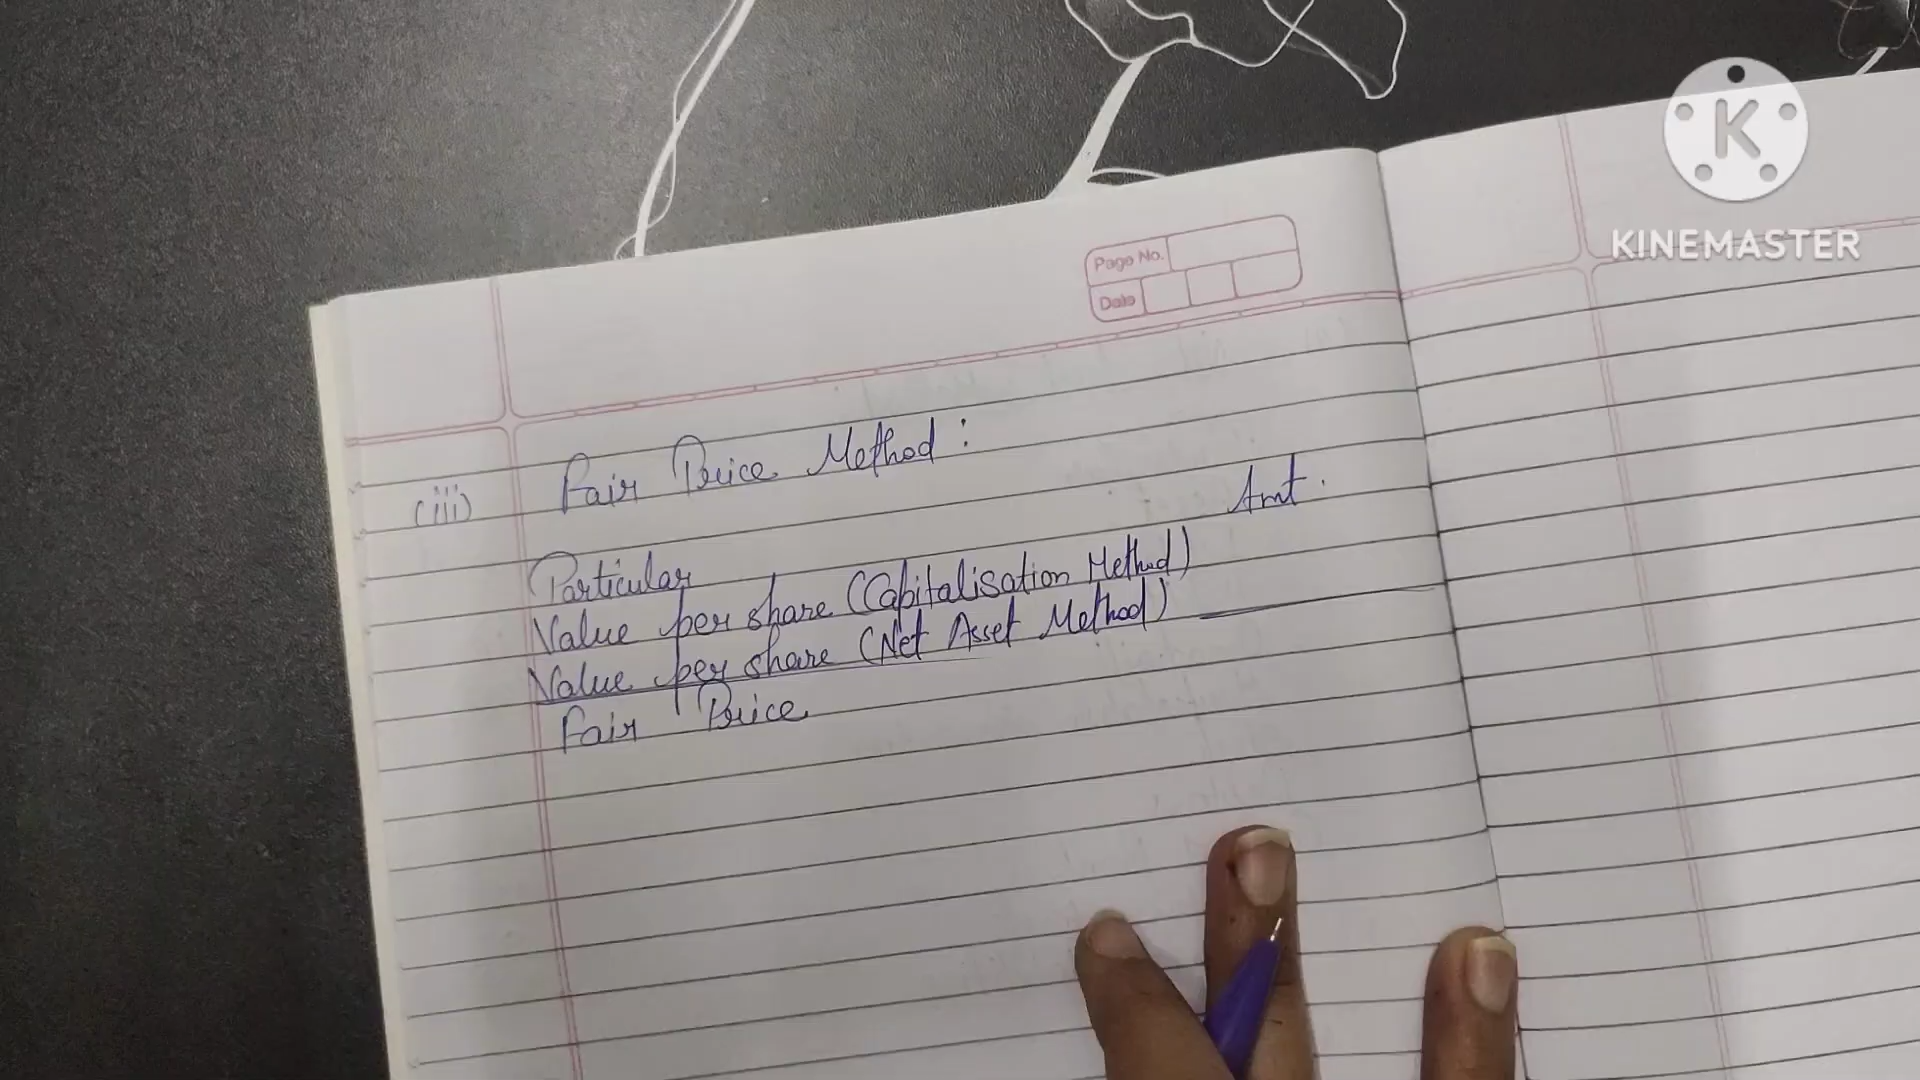 Page No.
Date
K
KINEMASTER
(iii) Fair Price Method :
Particular Amt.
Value per share (Capitalisation Method)
Value per share (Net Asset Method)
Fair Price